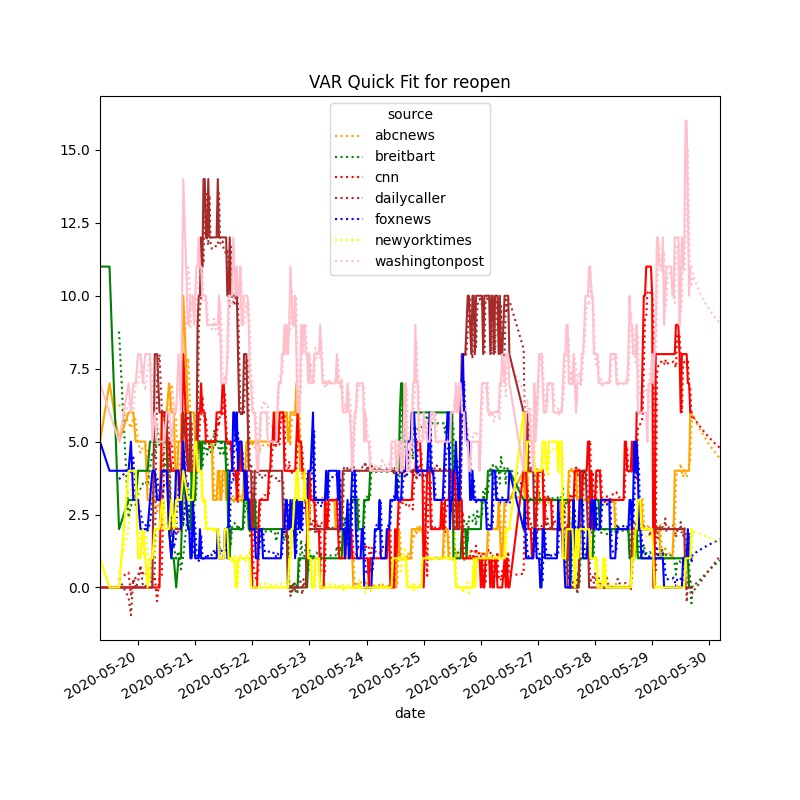 VAR Quick Fit for reopen
source
abcnews
breitbart
cnn
dailycaller
foxnews
newyorktimes
washingtonpost
15.0
12.5
10.0
7.5
5.0
2.5
0.0
2020-05-20
2020-05-21
2020-05-22
2020-05-23
2020-05-24
2020-05-25
2020-05-26
2020-05-27
2020-05-28
2020-05-29
2020-05-30
date